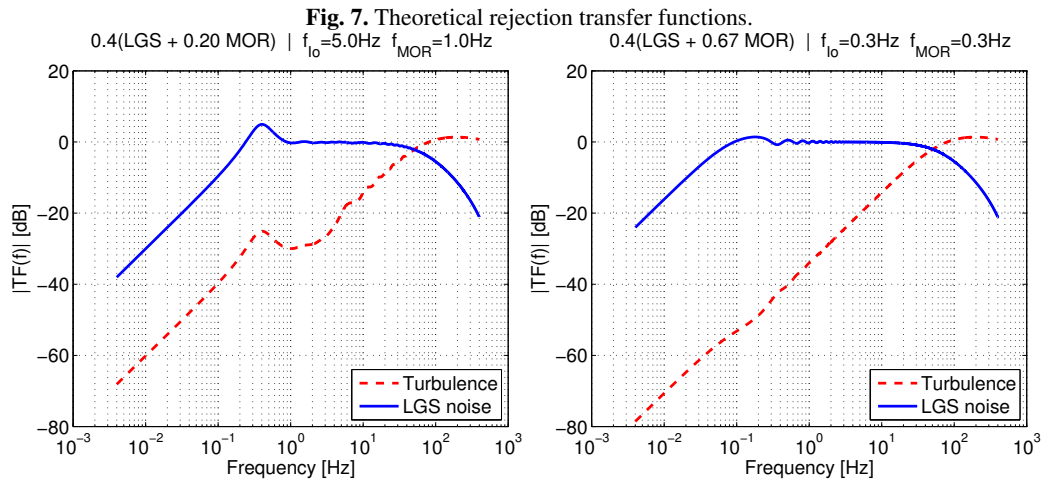 Fig. 7. Theoretical rejection transfer functions.
0.4(LGS + 0.20 MOR) | f_lo=5.0Hz f_MOR=1.0Hz
20
0
−20
−40
−60
−80
|TF(f)| [dB]
10^−3 10^−2 10^−1 10^0 10^1 10^2 10^3
Frequency [Hz]
Turbulence
LGS noise
0.4(LGS + 0.67 MOR) | f_lo=0.3Hz f_MOR=0.3Hz
20
0
−20
−40
−60
−80
|TF(f)| [dB]
10^−3 10^−2 10^−1 10^0 10^1 10^2 10^3
Frequency [Hz]
Turbulence
LGS noise